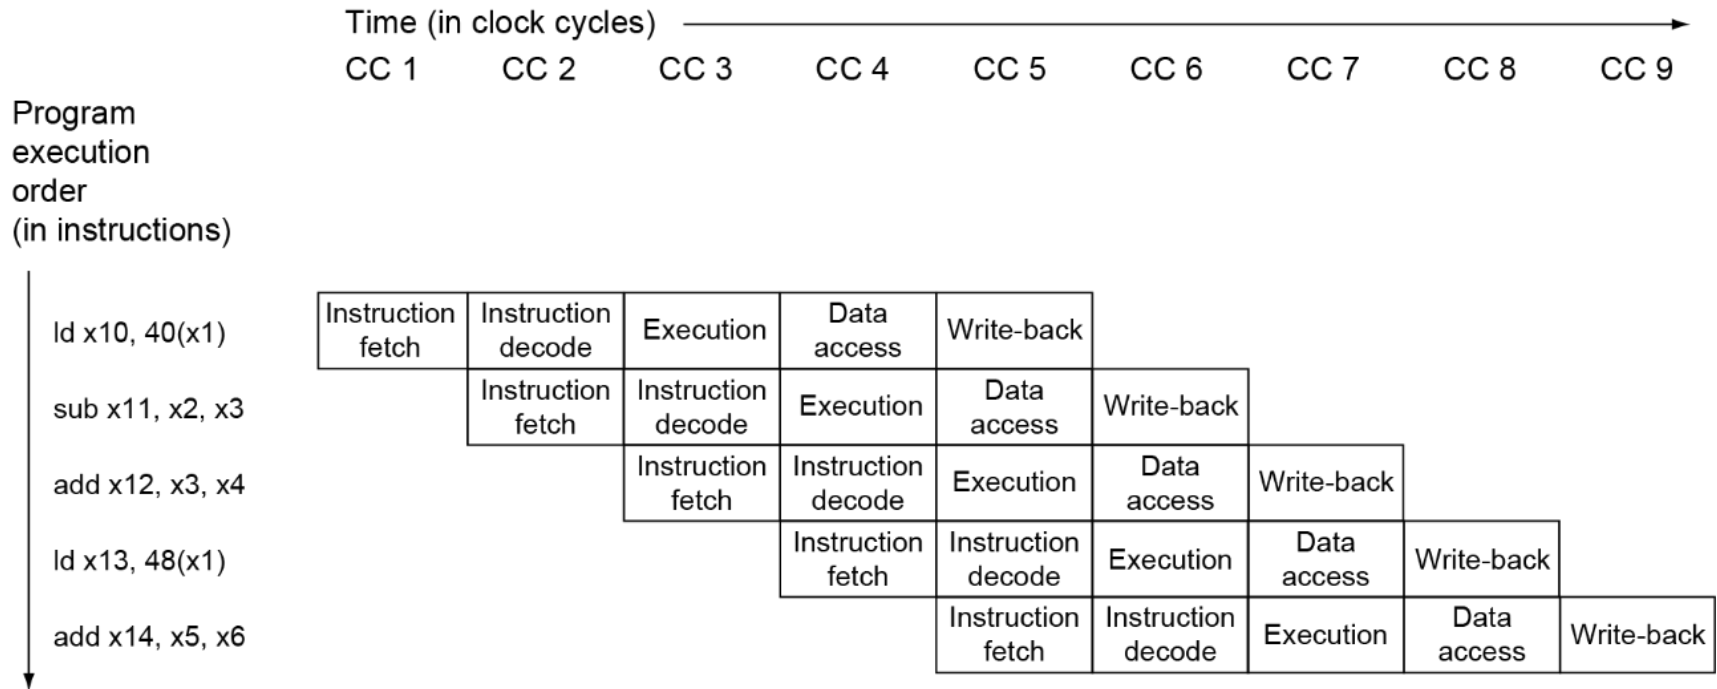 Time (in clock cycles)
CC 1 CC 2 CC 3 CC 4 CC 5 CC 6 CC 7 CC 8 CC 9
Program
execution
order
(in instructions)
ld x10, 40(x1)
Instruction
fetch
Instruction
decode
Execution
Data
access
Write-back
sub x11, x2, x3
Instruction
fetch
Instruction
decode
Execution
Data
access
Write-back
add x12, x3, x4
Instruction
fetch
Instruction
decode
Execution
Data
access
Write-back
ld x13, 48(x1)
Instruction
fetch
Instruction
decode
Execution
Data
access
Write-back
add x14, x5, x6
Instruction
fetch
Instruction
decode
Execution
Data
access
Write-back